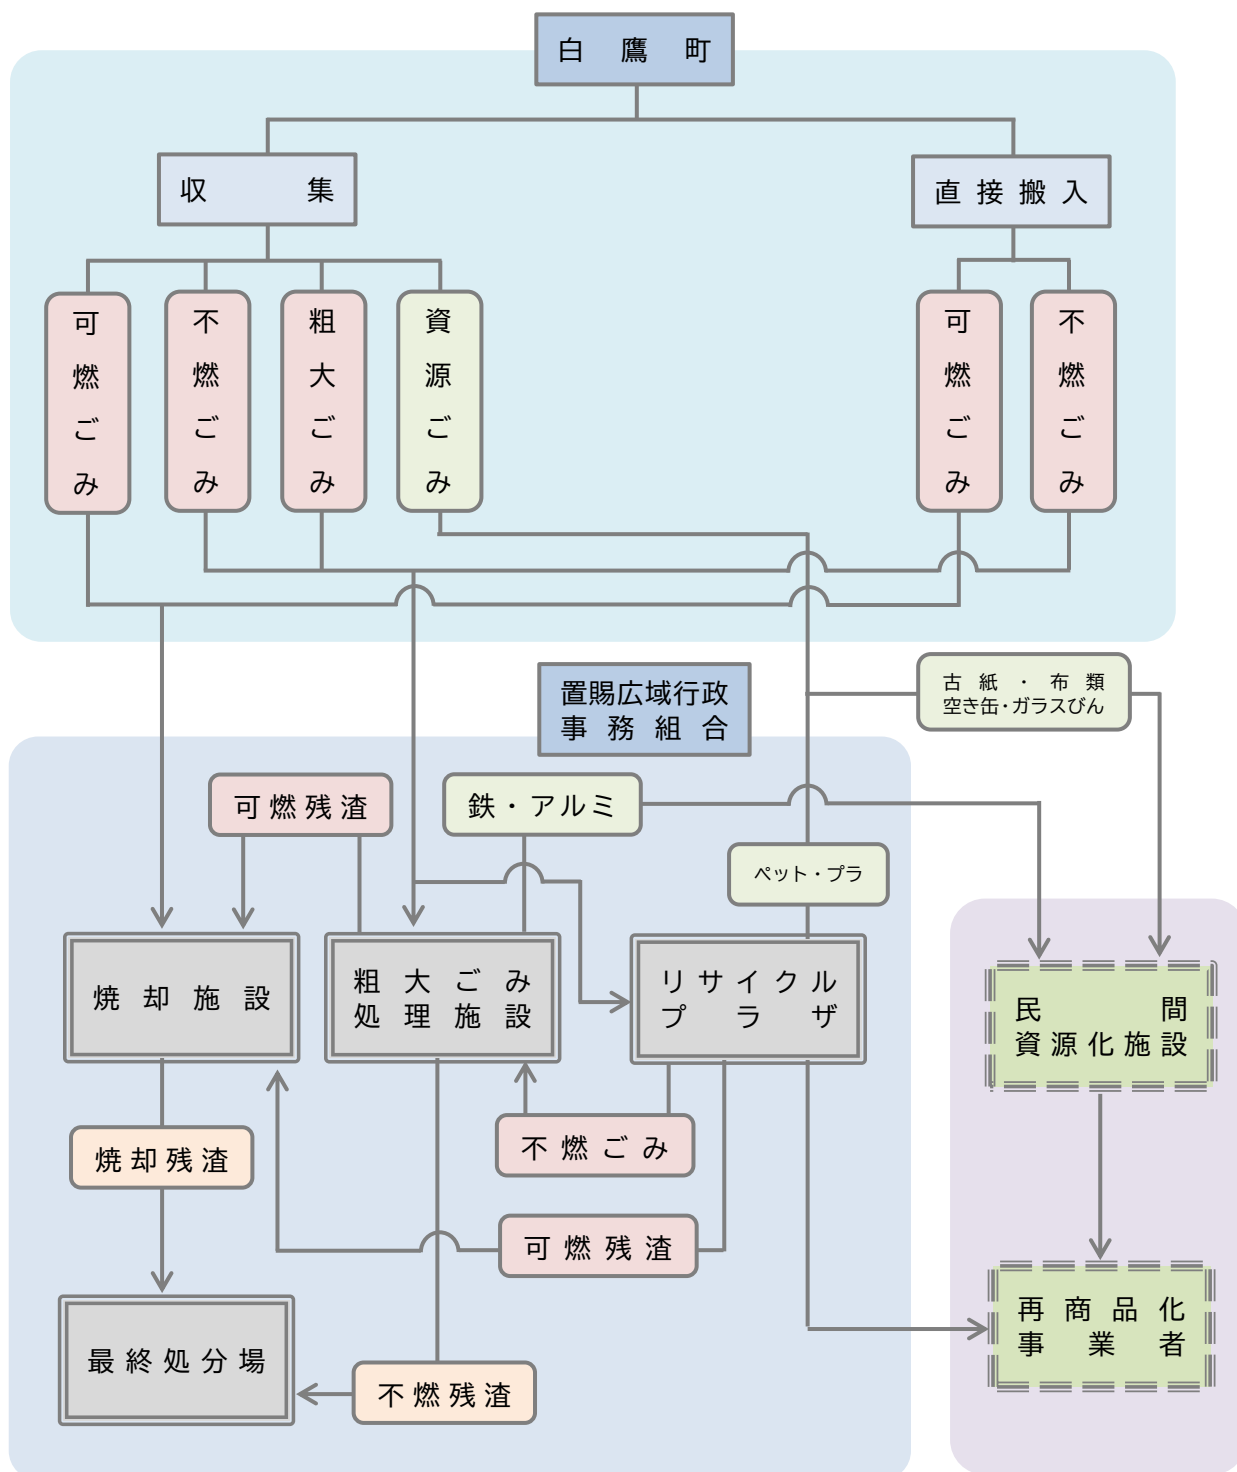 白鷹町
収集
直接搬入
可燃ごみ
不燃ごみ
粗大ごみ
資源ごみ
可燃ごみ
不燃ごみ
置賜広域行政
事務組合
古紙・布類
空き缶・ガラスびん
可燃残渣
鉄・アルミ
ペット・プラ
焼却施設
粗大ごみ
処理施設
リサイクル
プラザ
民間
資源化施設
不燃ごみ
焼却残渣
可燃残渣
再商品化
事業者
最終処分場
不燃残渣